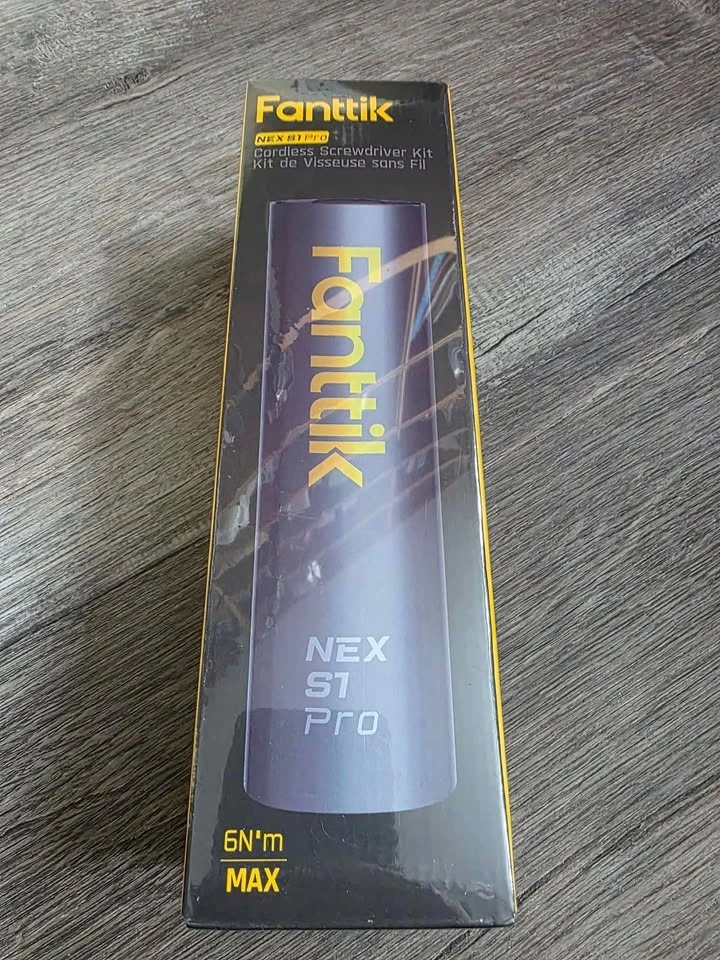 Fanttik
NEX S1 Pro
Cordless Screwdriver Kit
Kit de Visseuse sans Fil
Fanttik
NEX
S1
Pro
6N•m
MAX